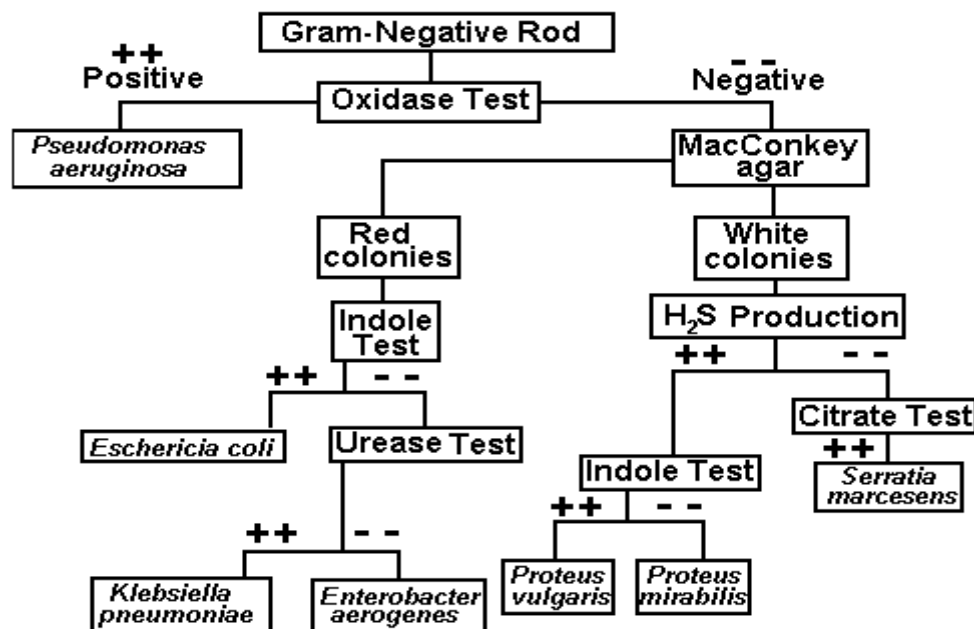 Gram-Negative Rod
++
Positive
- -
Negative
Oxidase Test
Pseudomonas
aeruginosa
MacConkey
agar
Red
colonies
White
colonies
Indole
Test
H₂S Production
++ - -
++ - -
Eschericia coli
Urease Test
Citrate Test
++
Indole Test
Serratia
marcesens
++ - -
++ - -
Klebsiella
pneumoniae
Enterobacter
aerogenes
Proteus
vulgaris
Proteus
mirabilis